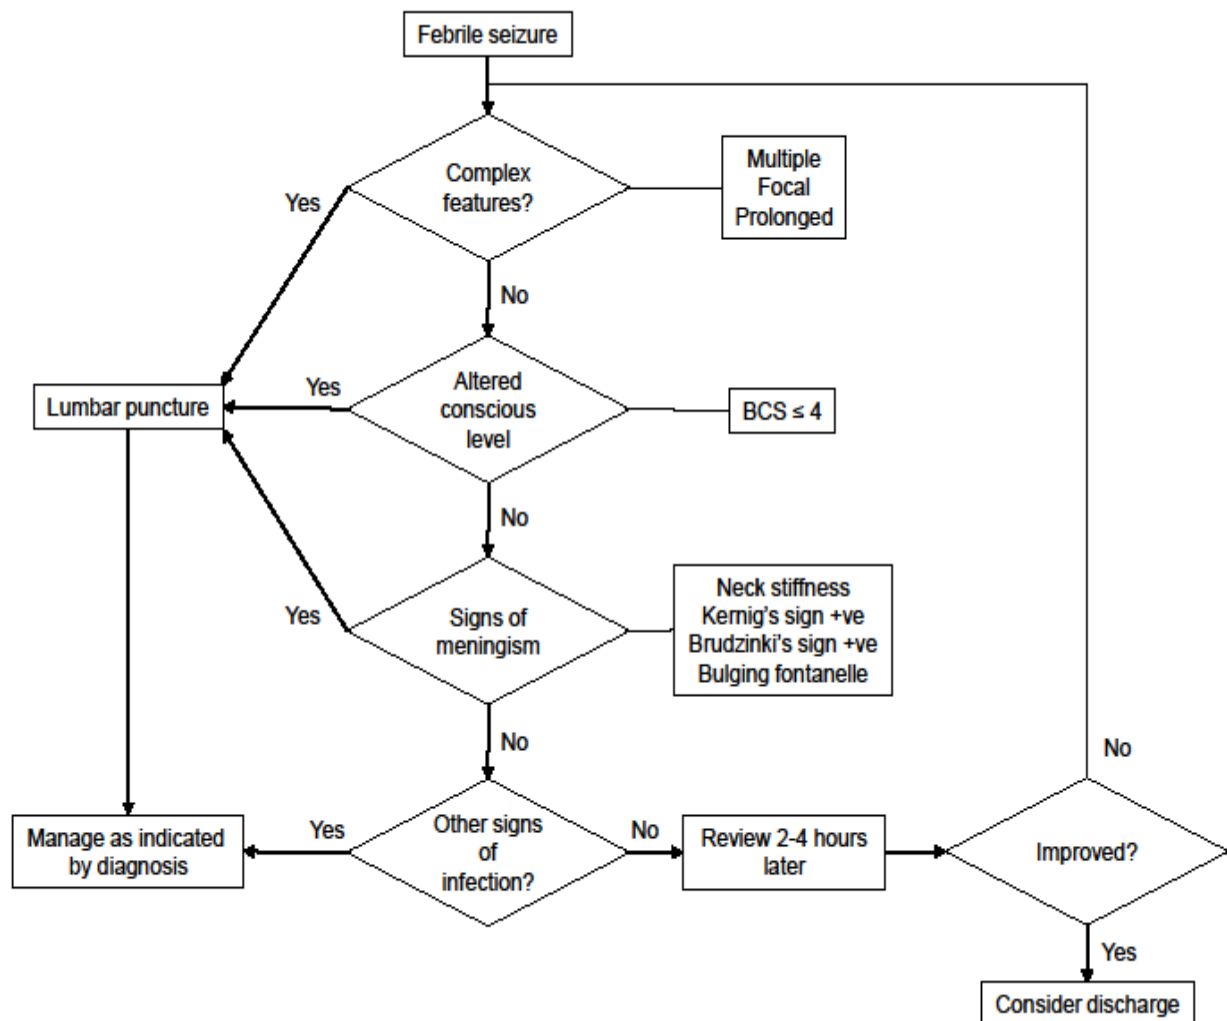 Febrile seizure
Complex
features?
Multiple
Focal
Prolonged
Yes
No
Lumbar puncture
Yes
Altered
conscious
level
BCS ≤ 4
No
Yes
Signs of
meningism
Neck stiffness
Kernig's sign +ve
Brudzinki's sign +ve
Bulging fontanelle
No
No
Manage as indicated
by diagnosis
Yes
Other signs
of
infection?
No
Review 2-4 hours
later
Improved?
Yes
Consider discharge